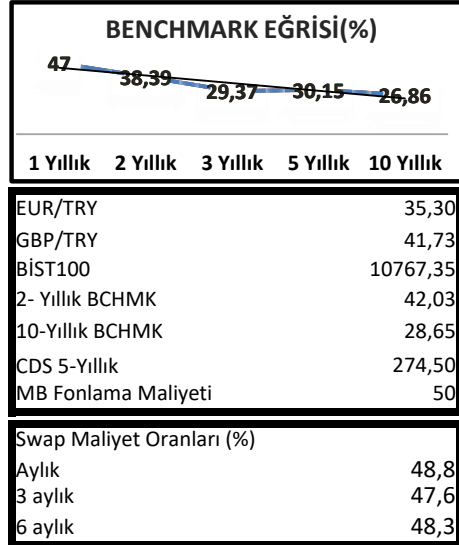 BENCHMARK EĞRİSİ(%)
47 38,39 29,37 30,15 26,86
1 Yıllık 2 Yıllık 3 Yıllık 5 Yıllık 10 Yıllık
EUR/TRY 35,30
GBP/TRY 41,73
BİST100 10767,35
2- Yıllık BCHMK 42,03
10-Yıllık BCHMK 28,65
CDS 5-Yıllık 274,50
MB Fonlama Maliyeti 50
Swap Maliyet Oranları (%)
Aylık 48,8
3 aylık 47,6
6 aylık 48,3